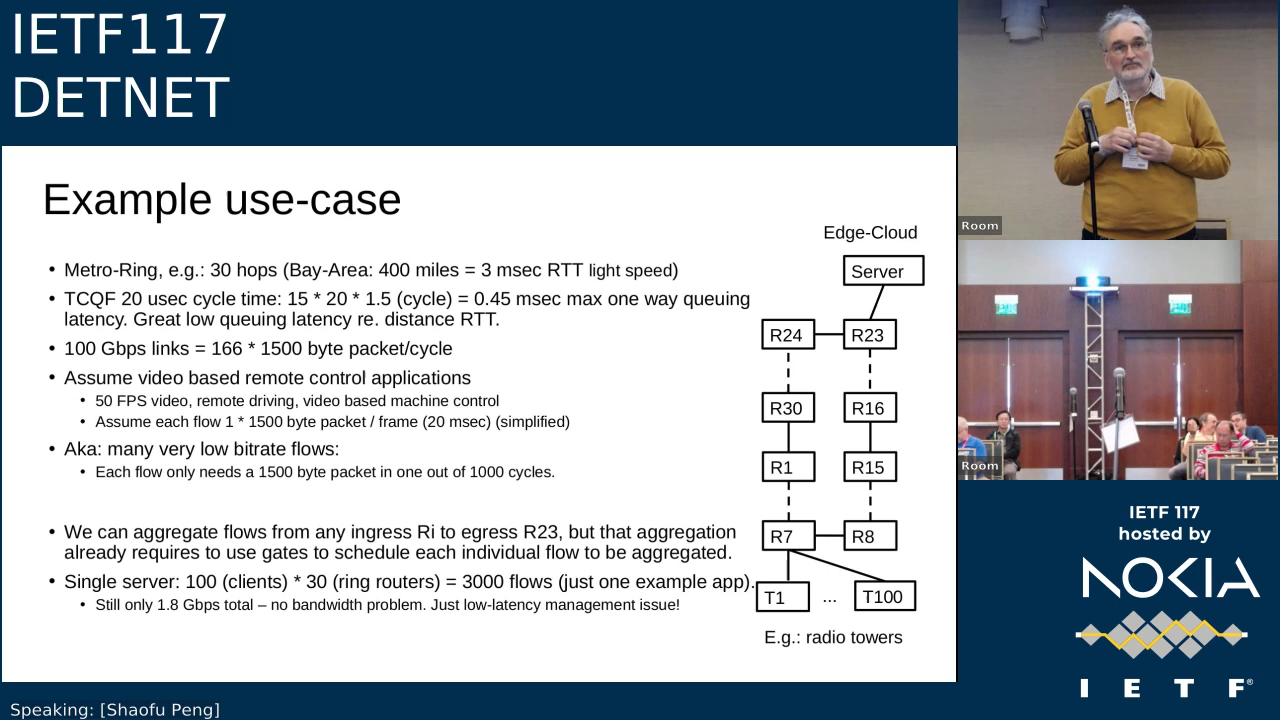 IETF117
DETNET
Example use-case
• Metro-Ring, e.g.: 30 hops (Bay-Area: 400 miles = 3 msec RTT light speed)
• TCQF 20 usec cycle time: 15 * 20 * 1.5 (cycle) = 0.45 msec max one way queuing
latency. Great low queuing latency re. distance RTT.
• 100 Gbps links = 166 * 1500 byte packet/cycle
• Assume video based remote control applications
• 50 FPS video, remote driving, video based machine control
• Assume each flow 1 * 1500 byte packet / frame (20 msec) (simplified)
• Aka: many very low bitrate flows:
• Each flow only needs a 1500 byte packet in one out of 1000 cycles.
• We can aggregate flows from any ingress Ri to egress R23, but that aggregation
already requires to use gates to schedule each individual flow to be aggregated.
• Single server: 100 (clients) * 30 (ring routers) = 3000 flows (just one example app).
• Still only 1.8 Gbps total – no bandwidth problem. Just low-latency management issue!
Edge-Cloud
Server
R24 R23
R30 R16
R1 R15
R7 R8
T1 ... T100
E.g.: radio towers
Room
Room
IETF 117
hosted by
NOKIA
I E T F®
Speaking: [Shaofu Peng]